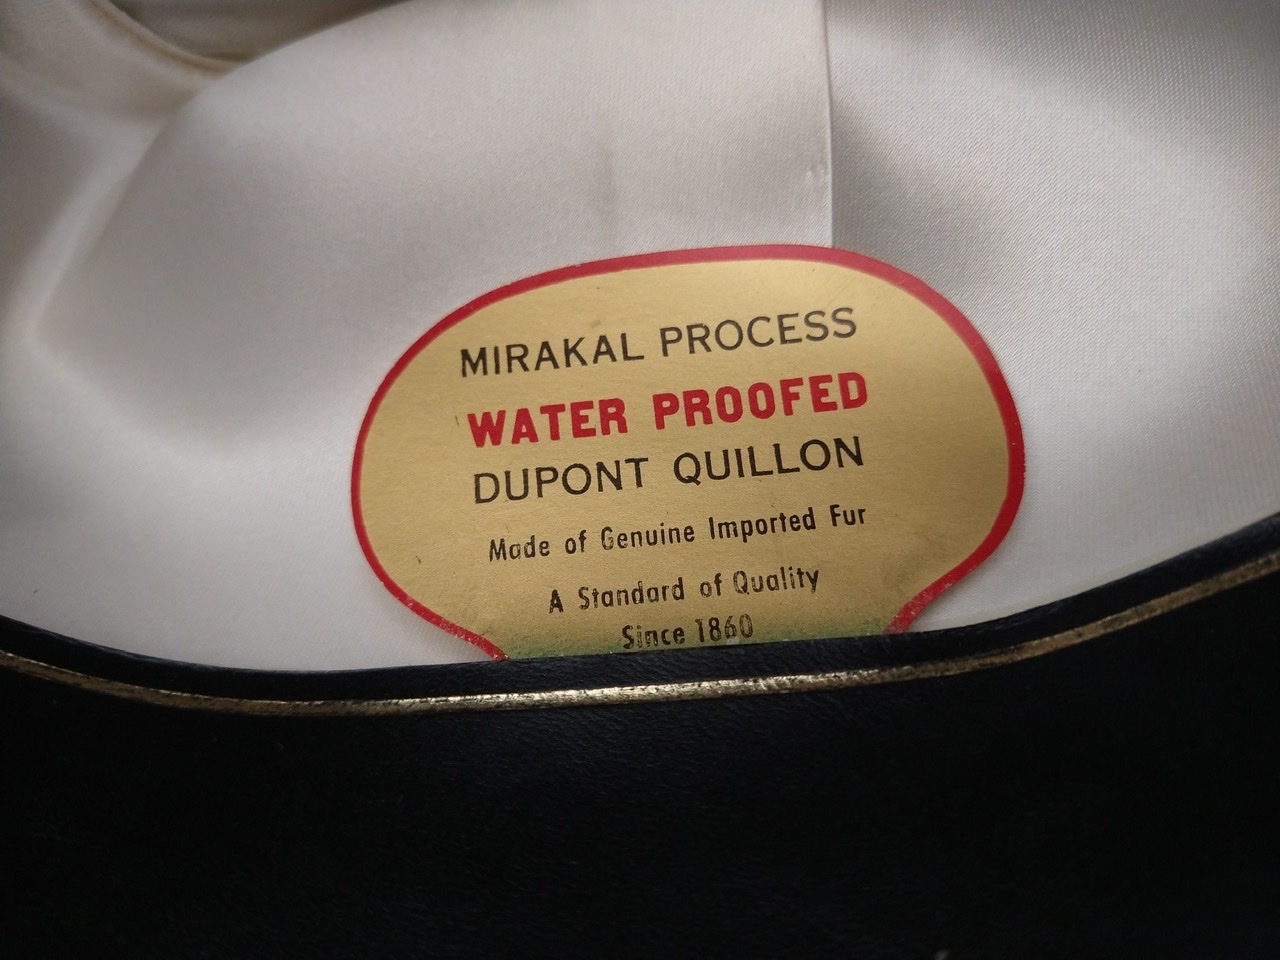 MIRAKAL PROCESS
WATER PROOFED
DUPONT QUILLON
Made of Genuine Imported Fur
A Standard of Quality
Since 1860